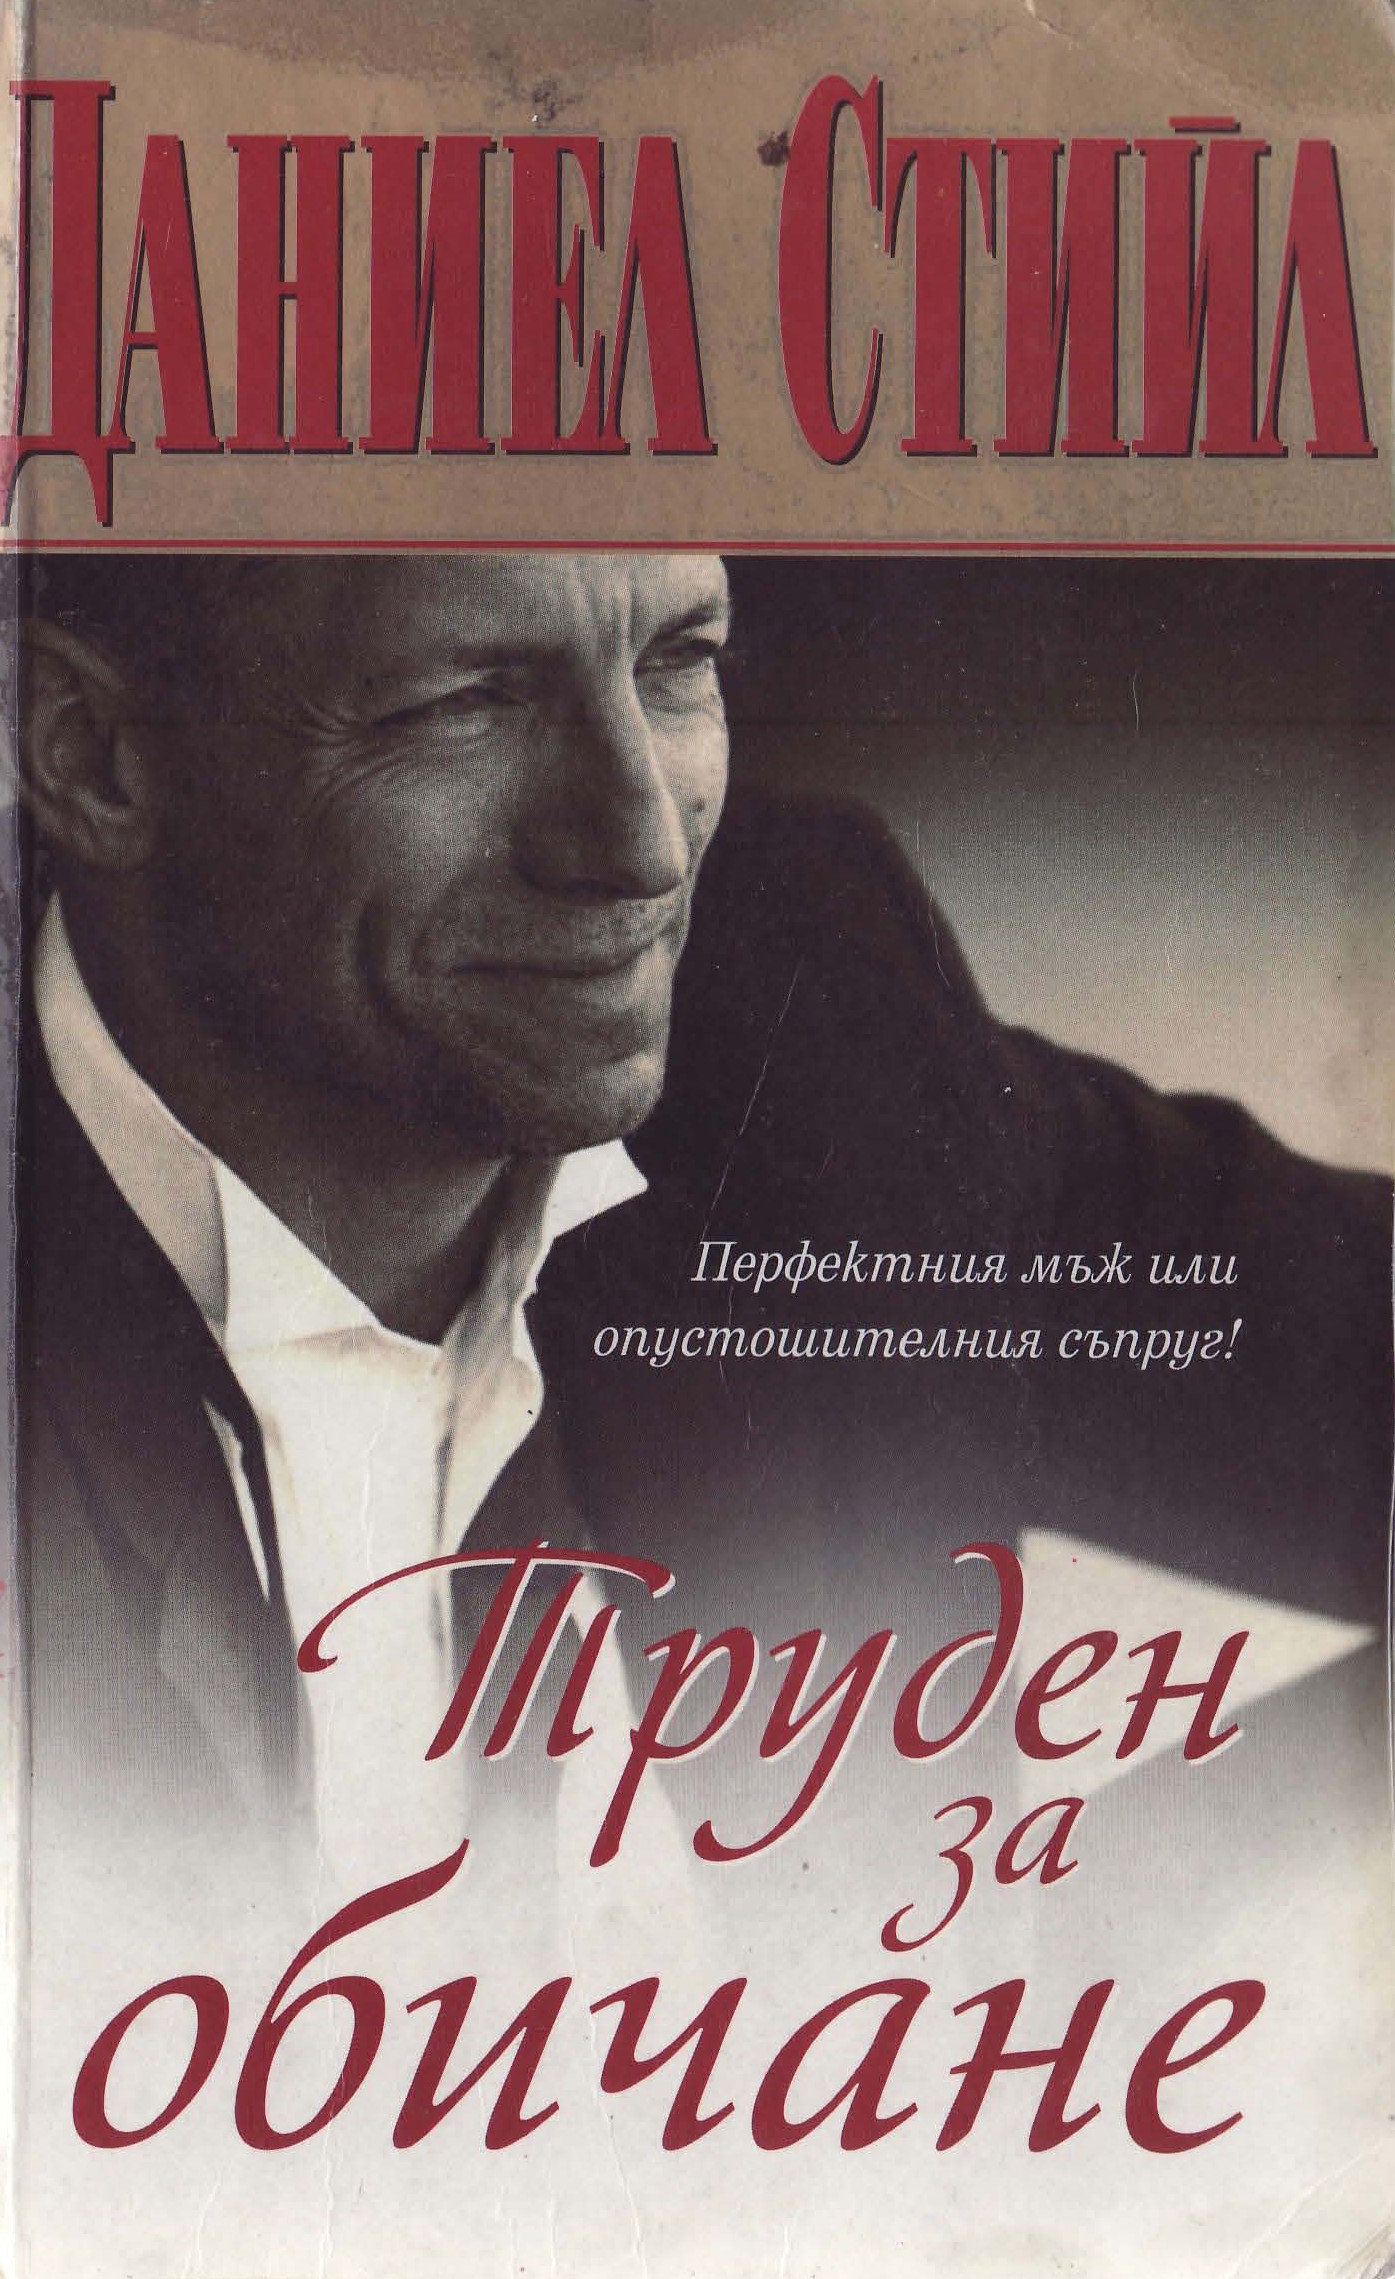 ДАНИЕЛ СТИЙЛ
Перфектния мъж или
опустошителния съпруг!
Труден
за
обичане